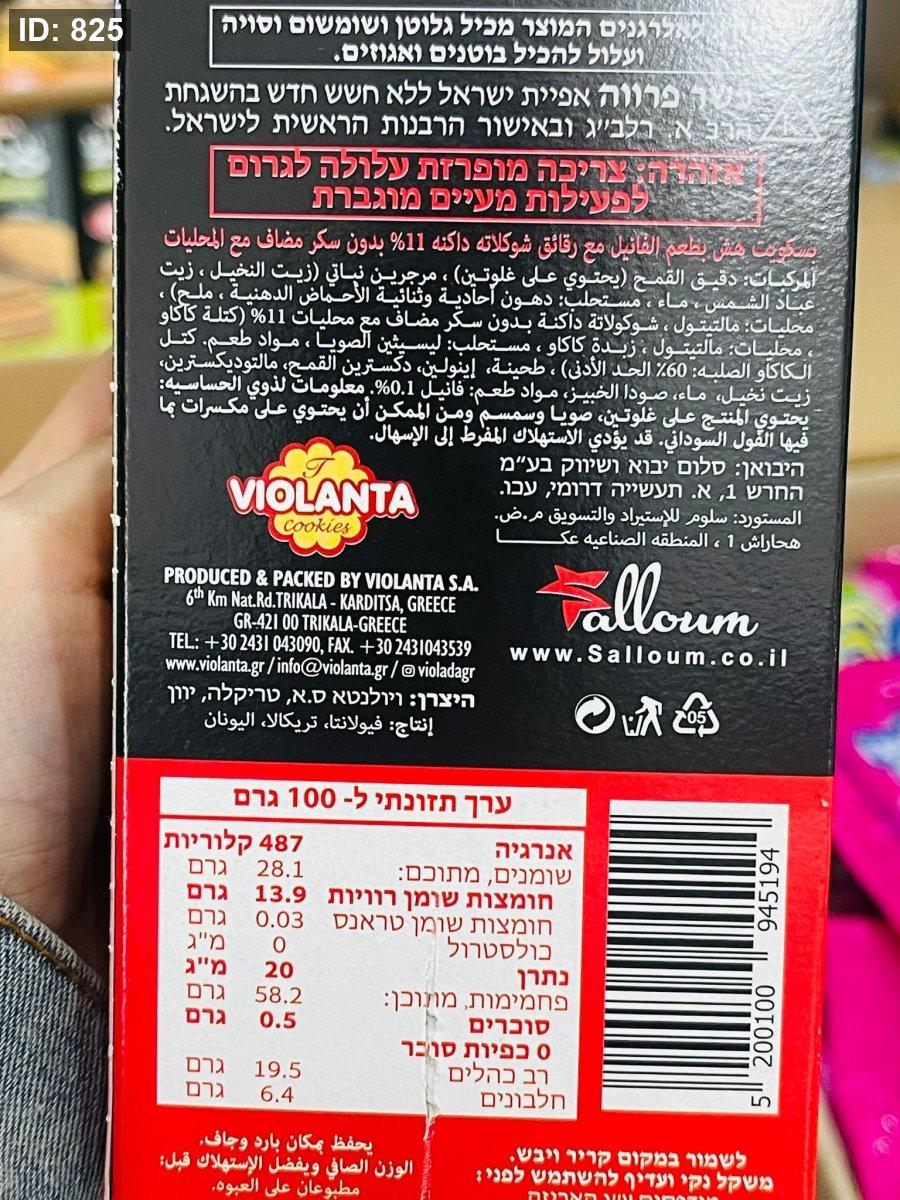 ID: 825
לאלרגנים המוצר מכיל גלוטן ושומשום וסויה
ועלול להכיל בוטנים ואגוזים.
כשר פרווה אפיית ישראל ללא חשש חדש בהשגחת
הרב א. רלב״ג ובאישור הרבנות הראשית לישראל.
אזהרה: צריכה מופרזת עלולה לגרום
לפעילות מעיים מוגברת
بسكويت هش بطعم الفانيل مع رقائق شوكلاته داكنه 11% بدون سكر مضاف مع المحليات
المركبات: دقيق القمح (يحتوي على غلوتين) ، مرجرين نباتي (زيت النخيل ، زيت
عباد الشمس ، ماء ، مستحلب: دهون أحادية وثنائية الأحماض الدهنية ، ملح) ،
محليات: مالتيتول ، شوكولاتة داكنة بدون سكر مضاف مع محليات 11% (كتلة كاكاو
، محليات: مالتيتول ، زبدة كاكاو ، مستحلب: ليسيثين الصويا ، مواد طعم. كتل
الكاكاو الصلبه: 60% الحد الأدنى) ، طحينة، إينولين، دكسترين القمح، مالتوديكسترين،
زيت نخيل، ماء، صودا الخبيز، مواد طعم: فانيل 0.1%. معلومات لذوي الحساسيه:
يحتوي المنتج على غلوتين، صويا وسمسم ومن الممكن أن يحتوي على مكسرات بما
فيها الفول السوداني. قد يؤدي الاستهلاك المفرط إلى الإسهال.
VIOLANTA
cookies
היבואן: סלום יבוא ושיווק בע״מ
החרש 1, א. תעשייה דרומי, עכו.
المستورد: سلوم للإستيراد والتسويق م.ض.
هحاراش 1 ، المنطقه الصناعيه عكا
PRODUCED & PACKED BY VIOLANTA S.A.
6th Km Nat.Rd.TRIKALA - KARDITSA, GREECE
GR-421 00 TRIKALA-GREECE
TEL: +30 2431 043090, FAX. +30 2431043539
www.violanta.gr / info@violanta.gr / violadagr
היצרן: ויולנטא ס.א, טריקלה, יוון
إنتاج: فيولانتا، تريكالا، اليونان
Salloum
www.Salloum.co.il
05
ערך תזונתי ל- 100 גרם
אנרגיה 487 קלוריות
שומנים, מתוכם: 28.1 גרם
חומצות שומן רוויות 13.9 גרם
חומצות שומן טראנס 0.03 גרם
כולסטרול 0 מ"ג
נתרן 20 מ"ג
פחמימות, מתוכן: 58.2 גרם
סוכרים 0.5 גרם
0 כפיות סוכר
רב כהלים 19.5 גרם
חלבונים 6.4 גרם
5 200100 945194
לשמור במקום קריר ויבש.
משקל נקי ועדיף להשתמש לפני:
يحفظ بمكان بارد وجاف.
الوزن الصافي ويفضل الإستهلاك قبل:
مطبوعان على العبوه.